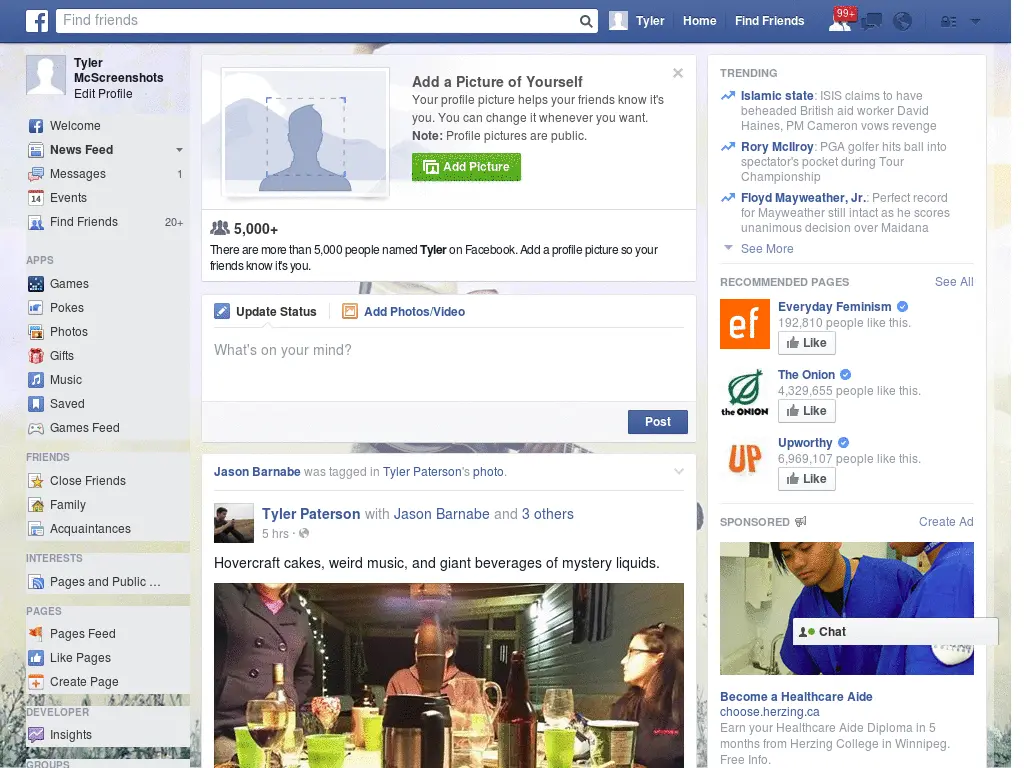 Find friends
Tyler
Home
Find Friends
99+
Tyler
McScreenshots
Edit Profile
Welcome
News Feed
Messages 1
14 Events
Find Friends 20+
APPS
Games
Pokes
Photos
Gifts
Music
Saved
Games Feed
FRIENDS
Close Friends
Family
Acquaintances
INTERESTS
Pages and Public ...
PAGES
Pages Feed
Like Pages
Create Page
DEVELOPER
Insights
GROUPS
Add a Picture of Yourself
Your profile picture helps your friends know it's
you. You can change it whenever you want.
Note: Profile pictures are public.
Add Picture
5,000+
There are more than 5,000 people named Tyler on Facebook. Add a profile picture so your
friends know it's you.
Update Status
Add Photos/Video
What's on your mind?
Post
Jason Barnabe was tagged in Tyler Paterson's photo.
Tyler Paterson with Jason Barnabe and 3 others
5 hrs ·
Hovercraft cakes, weird music, and giant beverages of mystery liquids.
TRENDING
Islamic state: ISIS claims to have
beheaded British aid worker David
Haines, PM Cameron vows revenge
Rory McIlroy: PGA golfer hits ball into
spectator's pocket during Tour
Championship
Floyd Mayweather, Jr.: Perfect record
for Mayweather still intact as he scores
unanimous decision over Maidana
See More
RECOMMENDED PAGES See All
ef
Everyday Feminism
192,810 people like this.
Like
the ONION
The Onion
4,329,655 people like this.
Like
UP
Upworthy
6,969,107 people like this.
Like
SPONSORED Create Ad
Chat
Become a Healthcare Aide
choose.herzing.ca
Earn your Healthcare Aide Diploma in 5
months from Herzing College in Winnipeg.
Free Info.